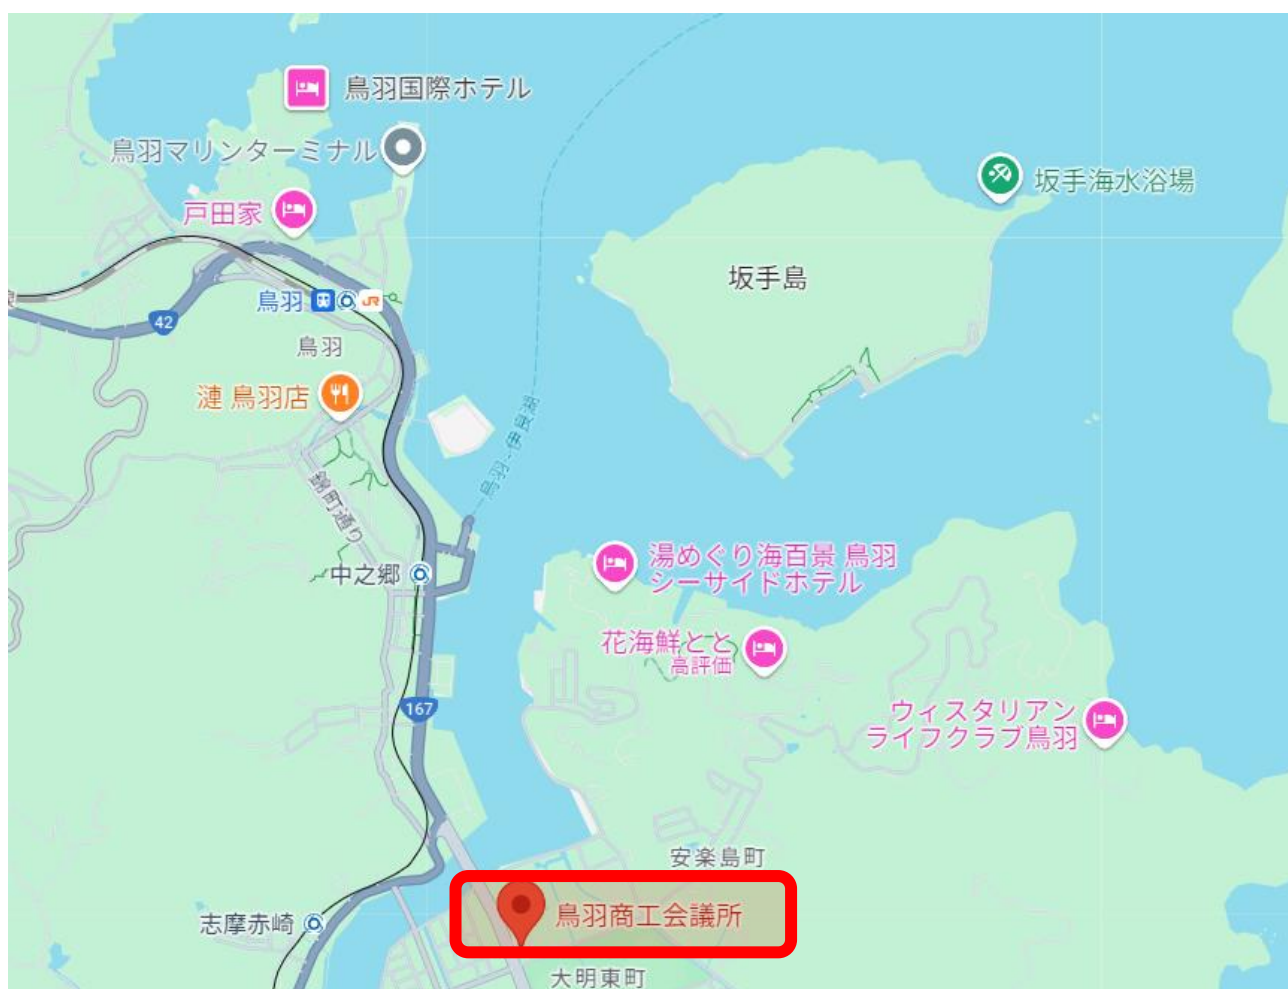 鳥羽国際ホテル
鳥羽マリンターミナル
坂手海水浴場
戸田家
坂手島
鳥羽
JR
42
鳥羽
漣 鳥羽店
鳥羽-伊良湖
錦町通り
湯めぐり海百景 鳥羽
シーサイドホテル
中之郷
花海鮮とと
高評価
167
ウィスタリアン
ライフクラブ鳥羽
安楽島町
鳥羽商工会議所
志摩赤崎
大明東町